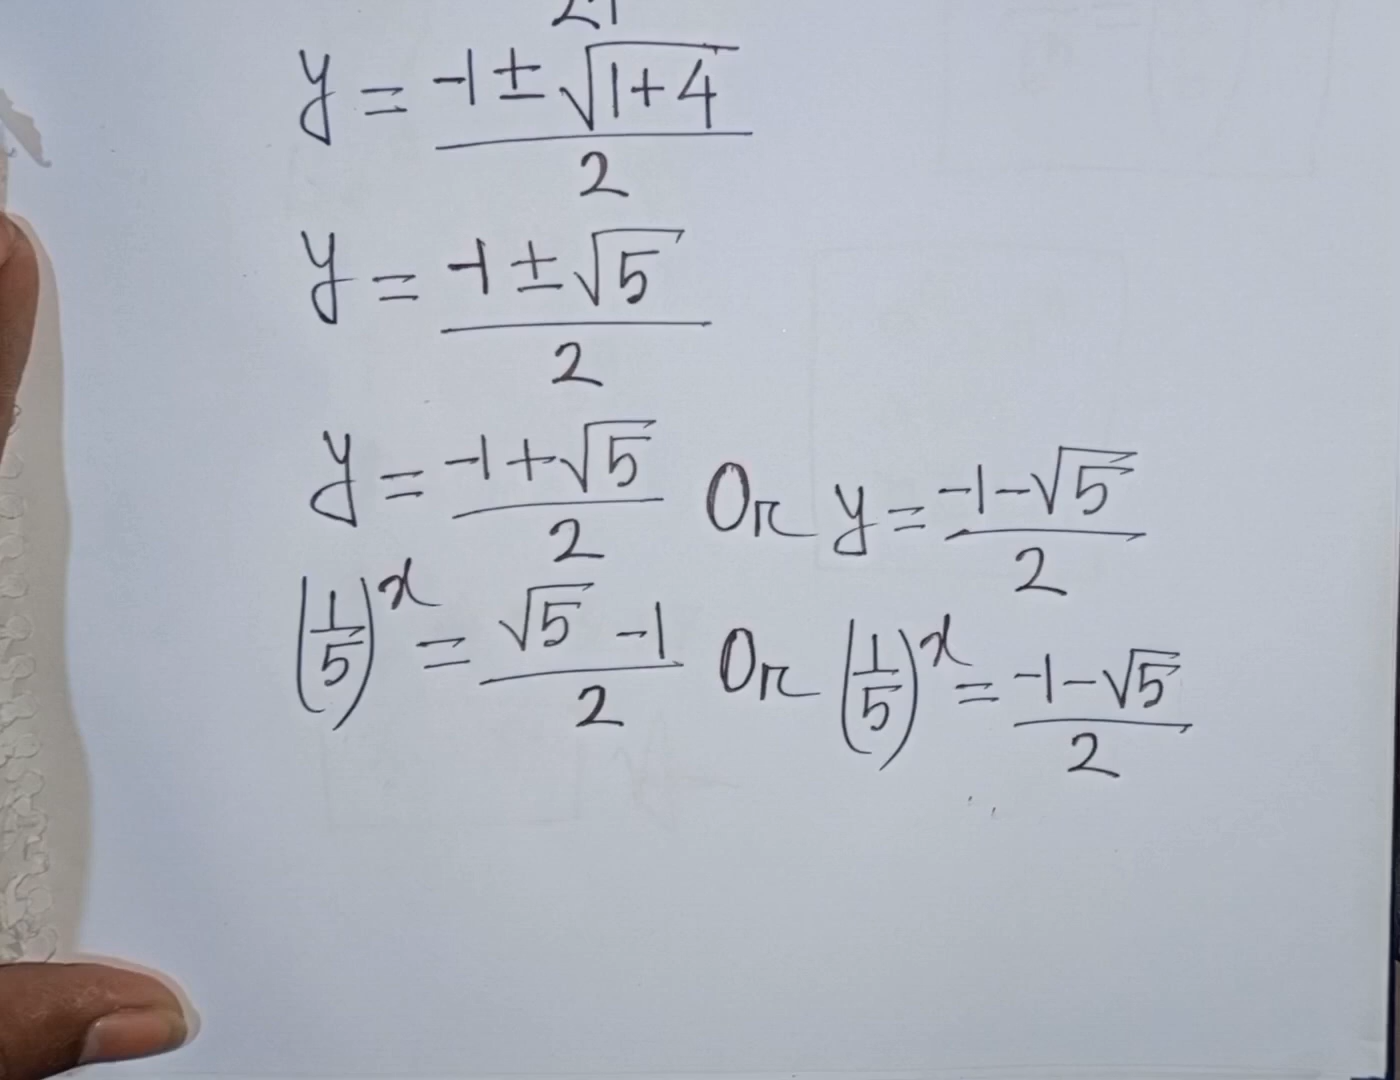 y = (-1 ± √(1+4)) / 2
y = (-1 ± √5) / 2
y = (-1+√5) / 2 Or y = (-1-√5) / 2
(1/5)^x = (√5 -1) / 2 Or (1/5)^x = (-1-√5) / 2